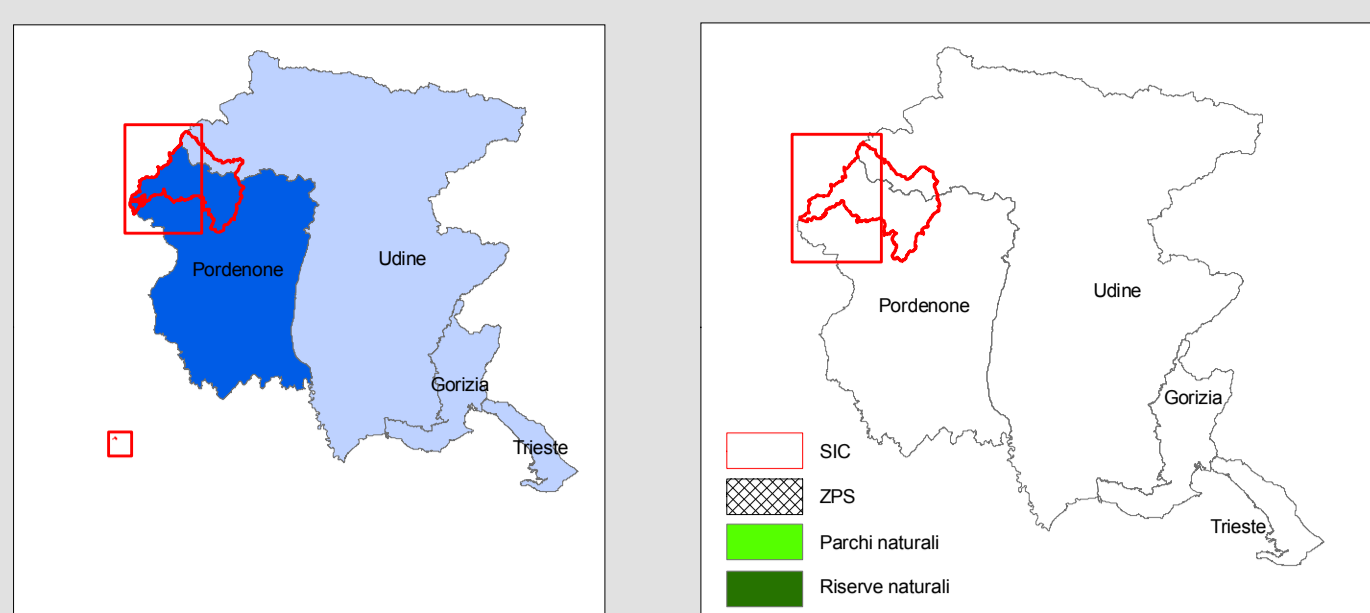 Udine
Pordenone
Gorizia
Trieste
Udine
Pordenone
Gorizia
SIC
ZPS
Trieste
Parchi naturali
Riserve naturali